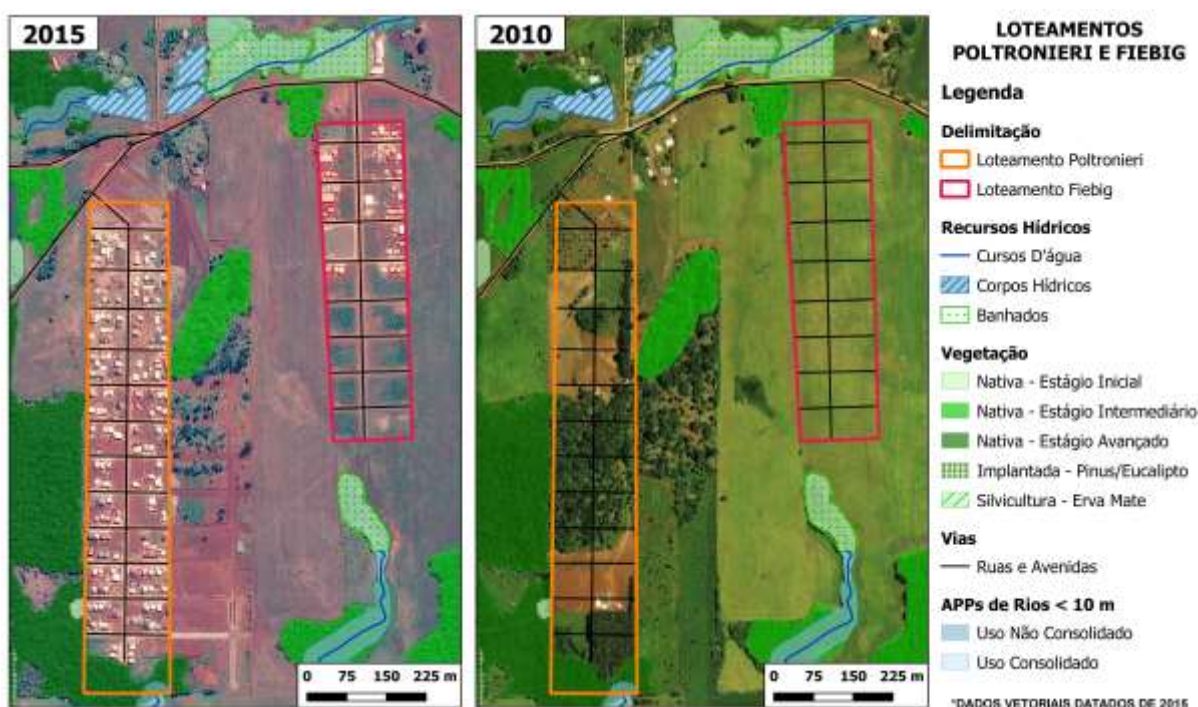 2015
2010
0 75 150 225 m
0 75 150 225 m
LOTEAMENTOS
POLTRONIERI E FIEBIG
Legenda
Delimitação
Loteamento Poltronieri
Loteamento Fiebig
Recursos Hídricos
Cursos D'água
Corpos Hídricos
Banhados
Vegetação
Nativa - Estágio Inicial
Nativa - Estágio Intermediário
Nativa - Estágio Avançado
Implantada - Pinus/Eucalipto
Silvicultura - Erva Mate
Vias
Ruas e Avenidas
APPs de Rios < 10 m
Uso Não Consolidado
Uso Consolidado
*DADOS VETORIAIS DATADOS DE 2015